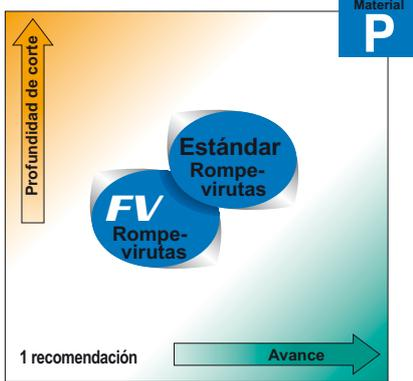 Material
P
Profundidad de corte
Estándar
Rompe-
virutas
FV
Rompe-
virutas
1 recomendación
Avance